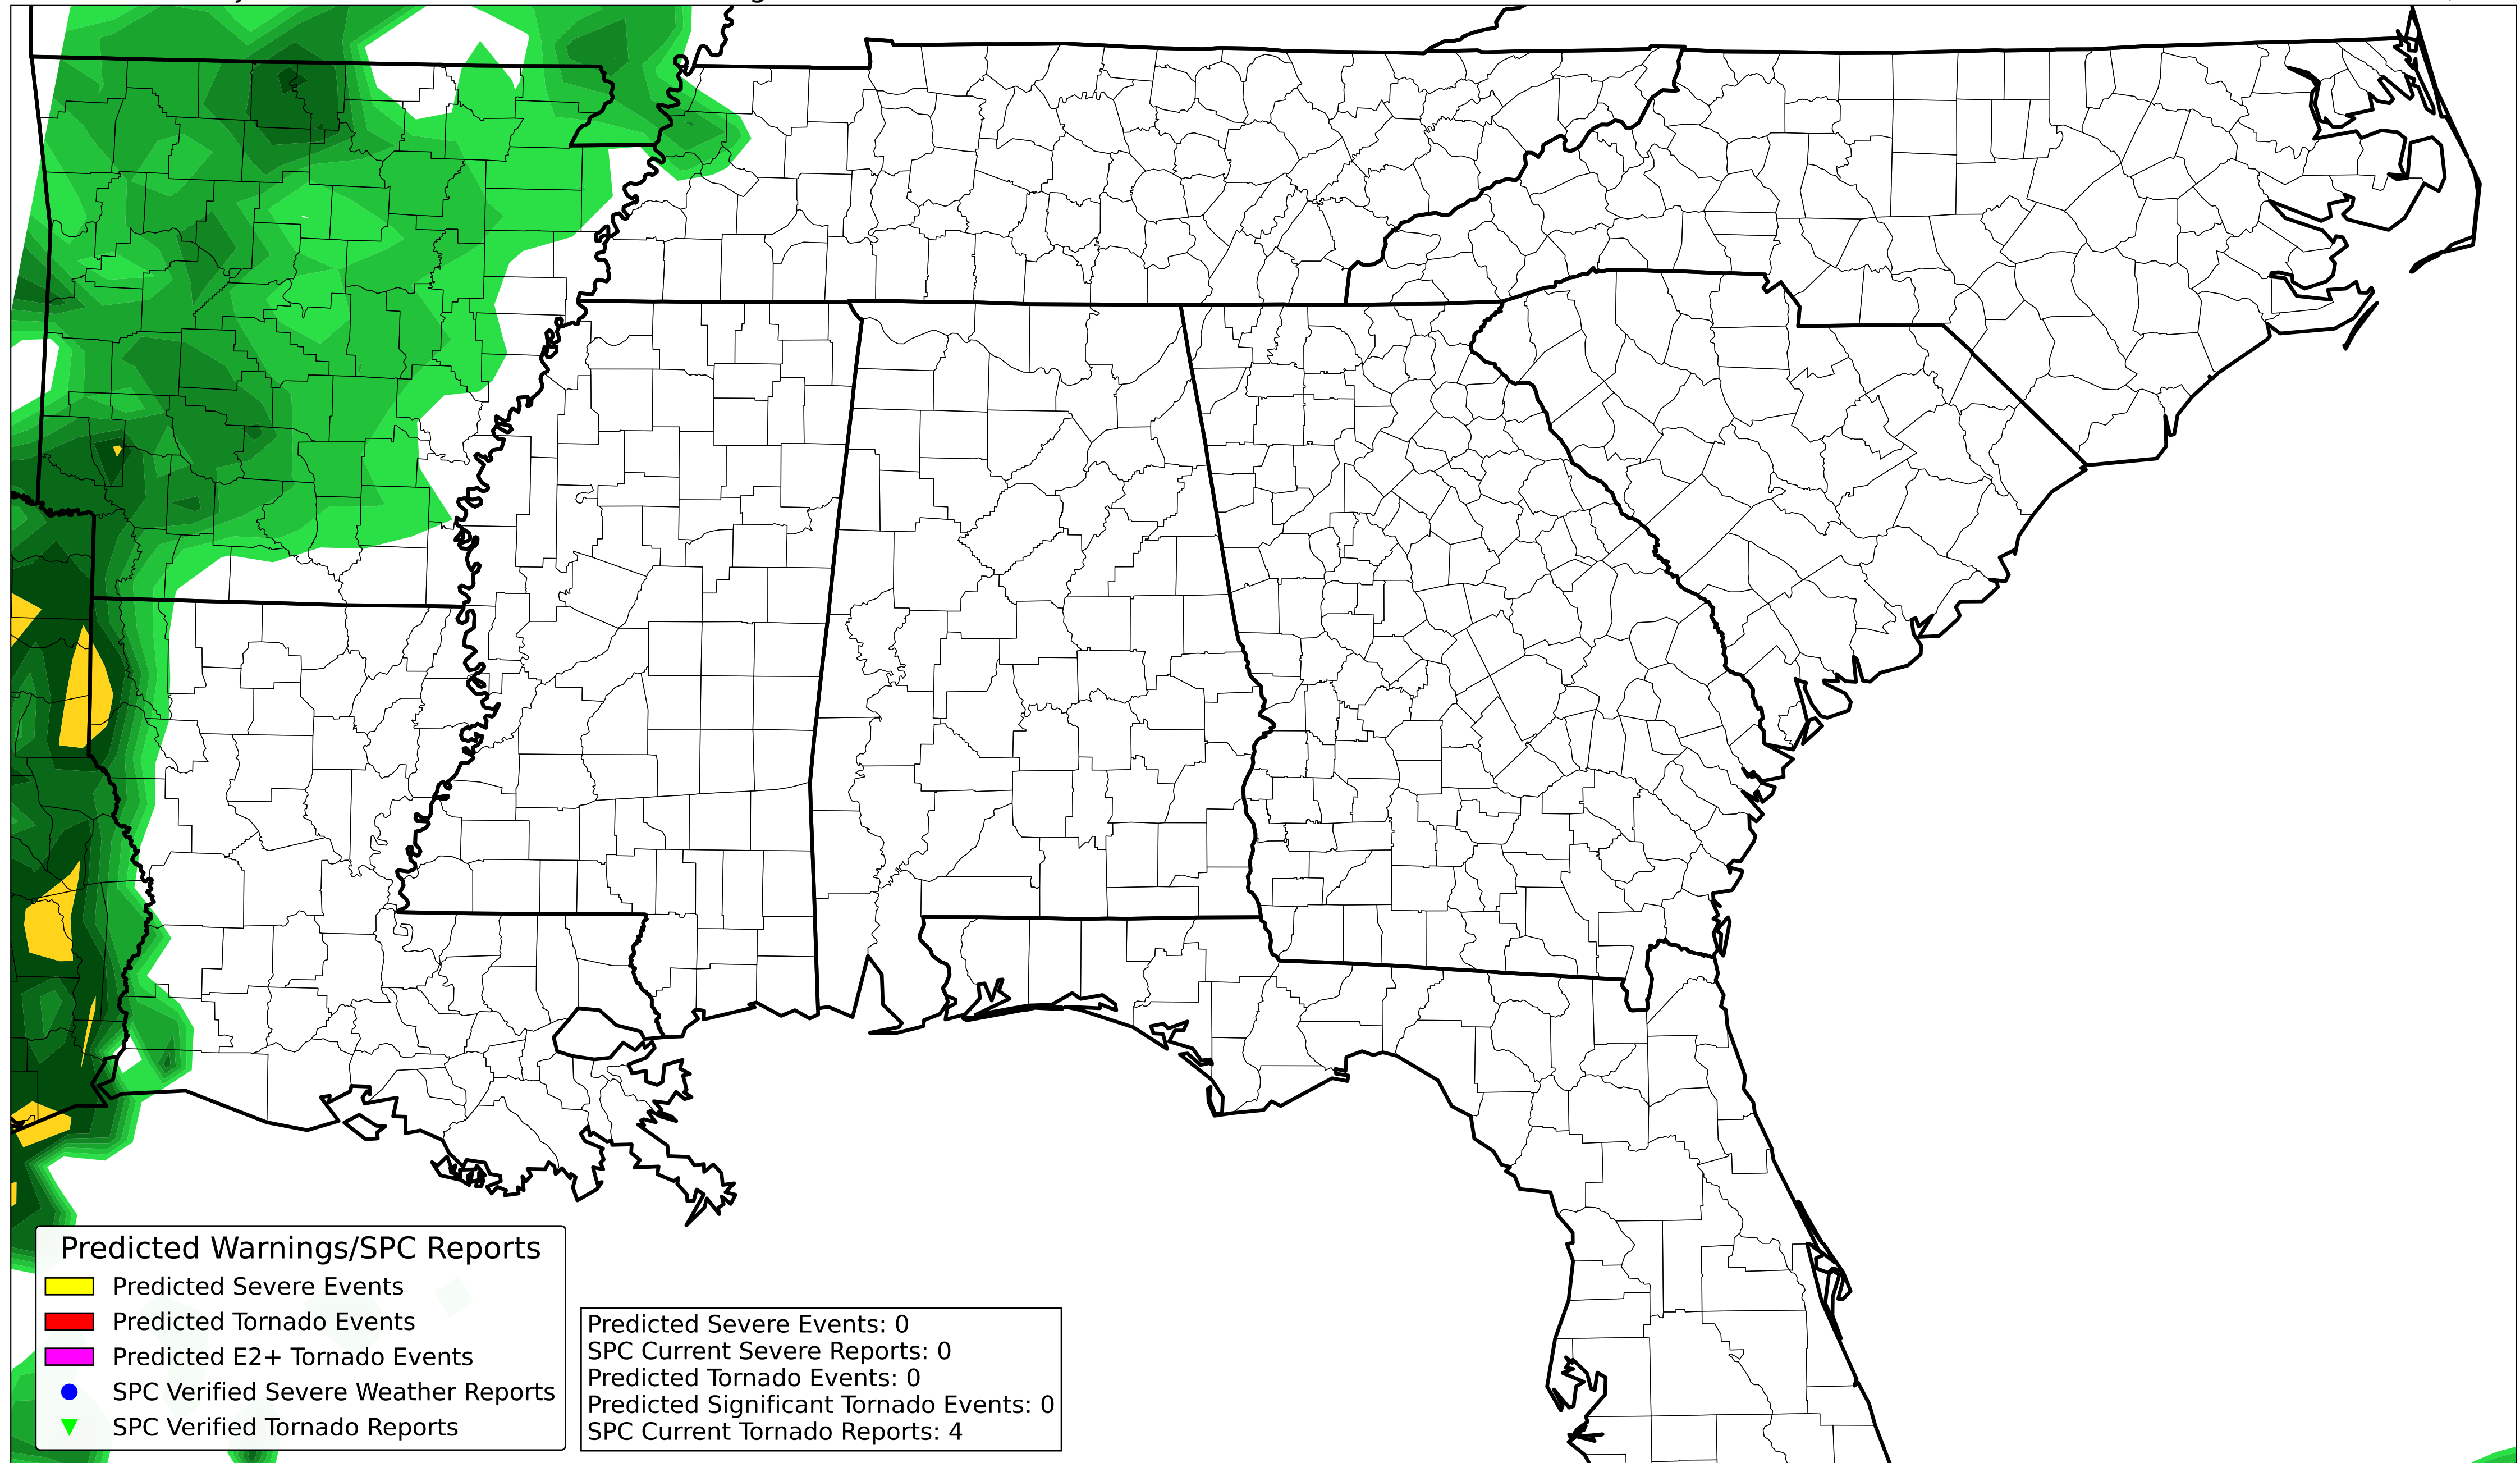 Predicted Warnings/SPC Reports
Predicted Severe Events
Predicted Tornado Events
Predicted E2+ Tornado Events
SPC Verified Severe Weather Reports
SPC Verified Tornado Reports
Predicted Severe Events: 0
SPC Current Severe Reports: 0
Predicted Tornado Events: 0
Predicted Significant Tornado Events: 0
SPC Current Tornado Reports: 4